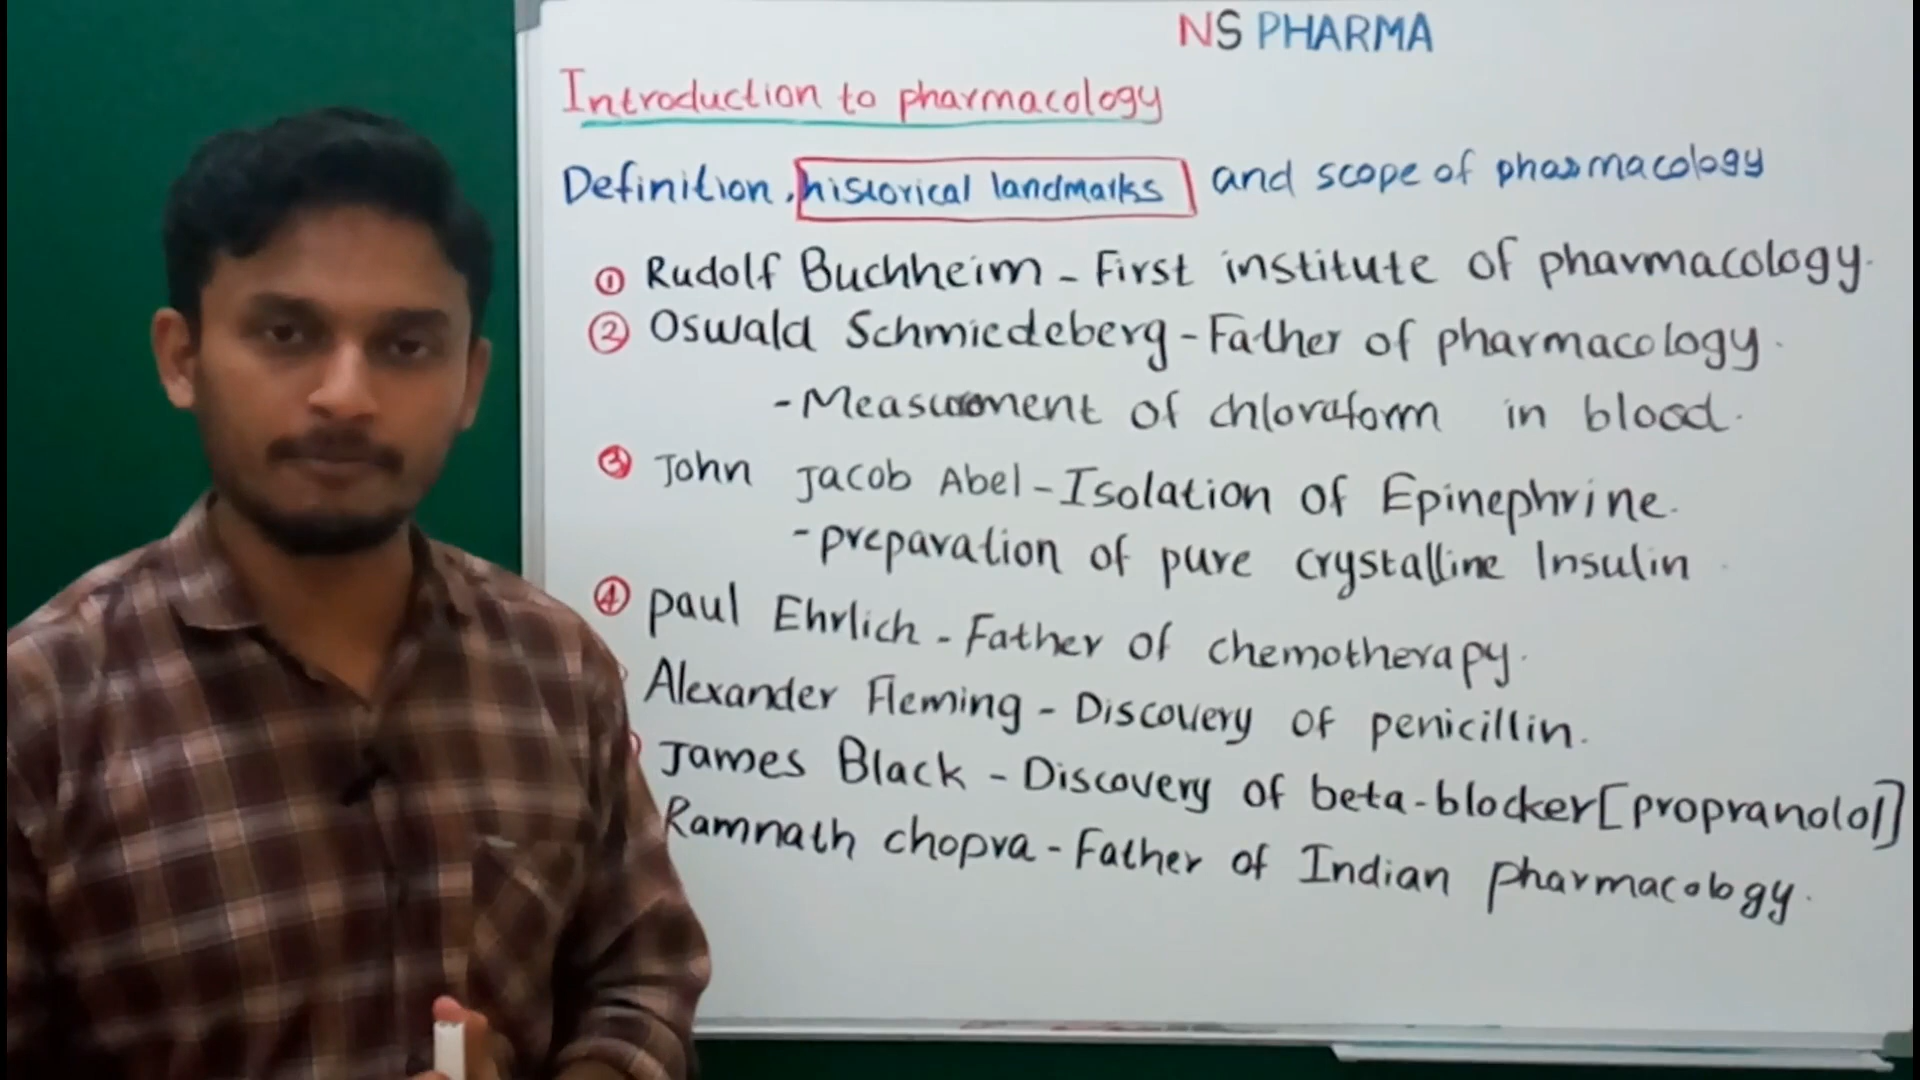 NS PHARMA
Introduction to pharmacology
Definition, historical landmarks and scope of pharmacology
① Rudolf Buchheim - First institute of pharmacology.
② Oswald Schmiedeberg - Father of pharmacology.
- Measurement of chloroform in blood.
③ John Jacob Abel - Isolation of Epinephrine.
- preparation of pure crystalline Insulin
④ paul Ehrlich - Father of chemotherapy.
Alexander Fleming - Discovery of penicillin.
James Black - Discovery of beta-blocker [propranolol]
Ramnath chopra - Father of Indian pharmacology.